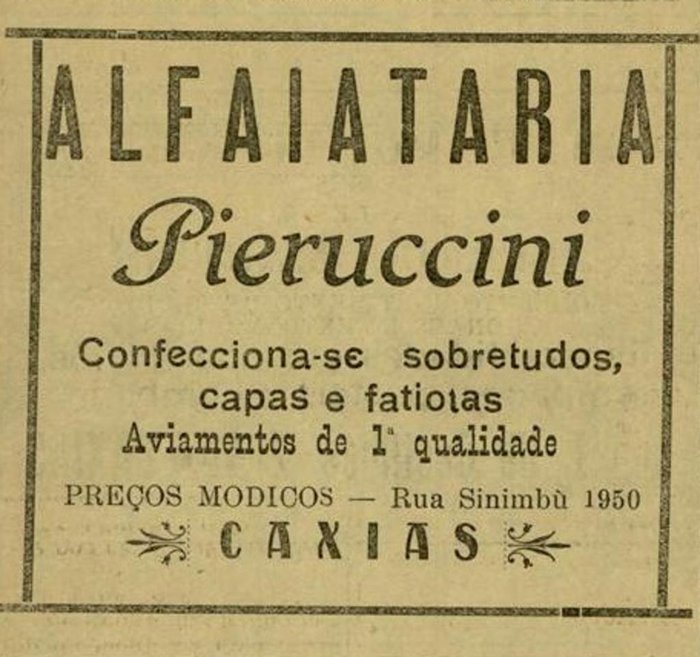 ALFAIATARIA
Pieruccini
Confecciona-se sobretudos,
capas e fatiotas
Aviamentos de 1ª qualidade
PREÇOS MODICOS — Rua Sinimbù 1950
CAXIAS